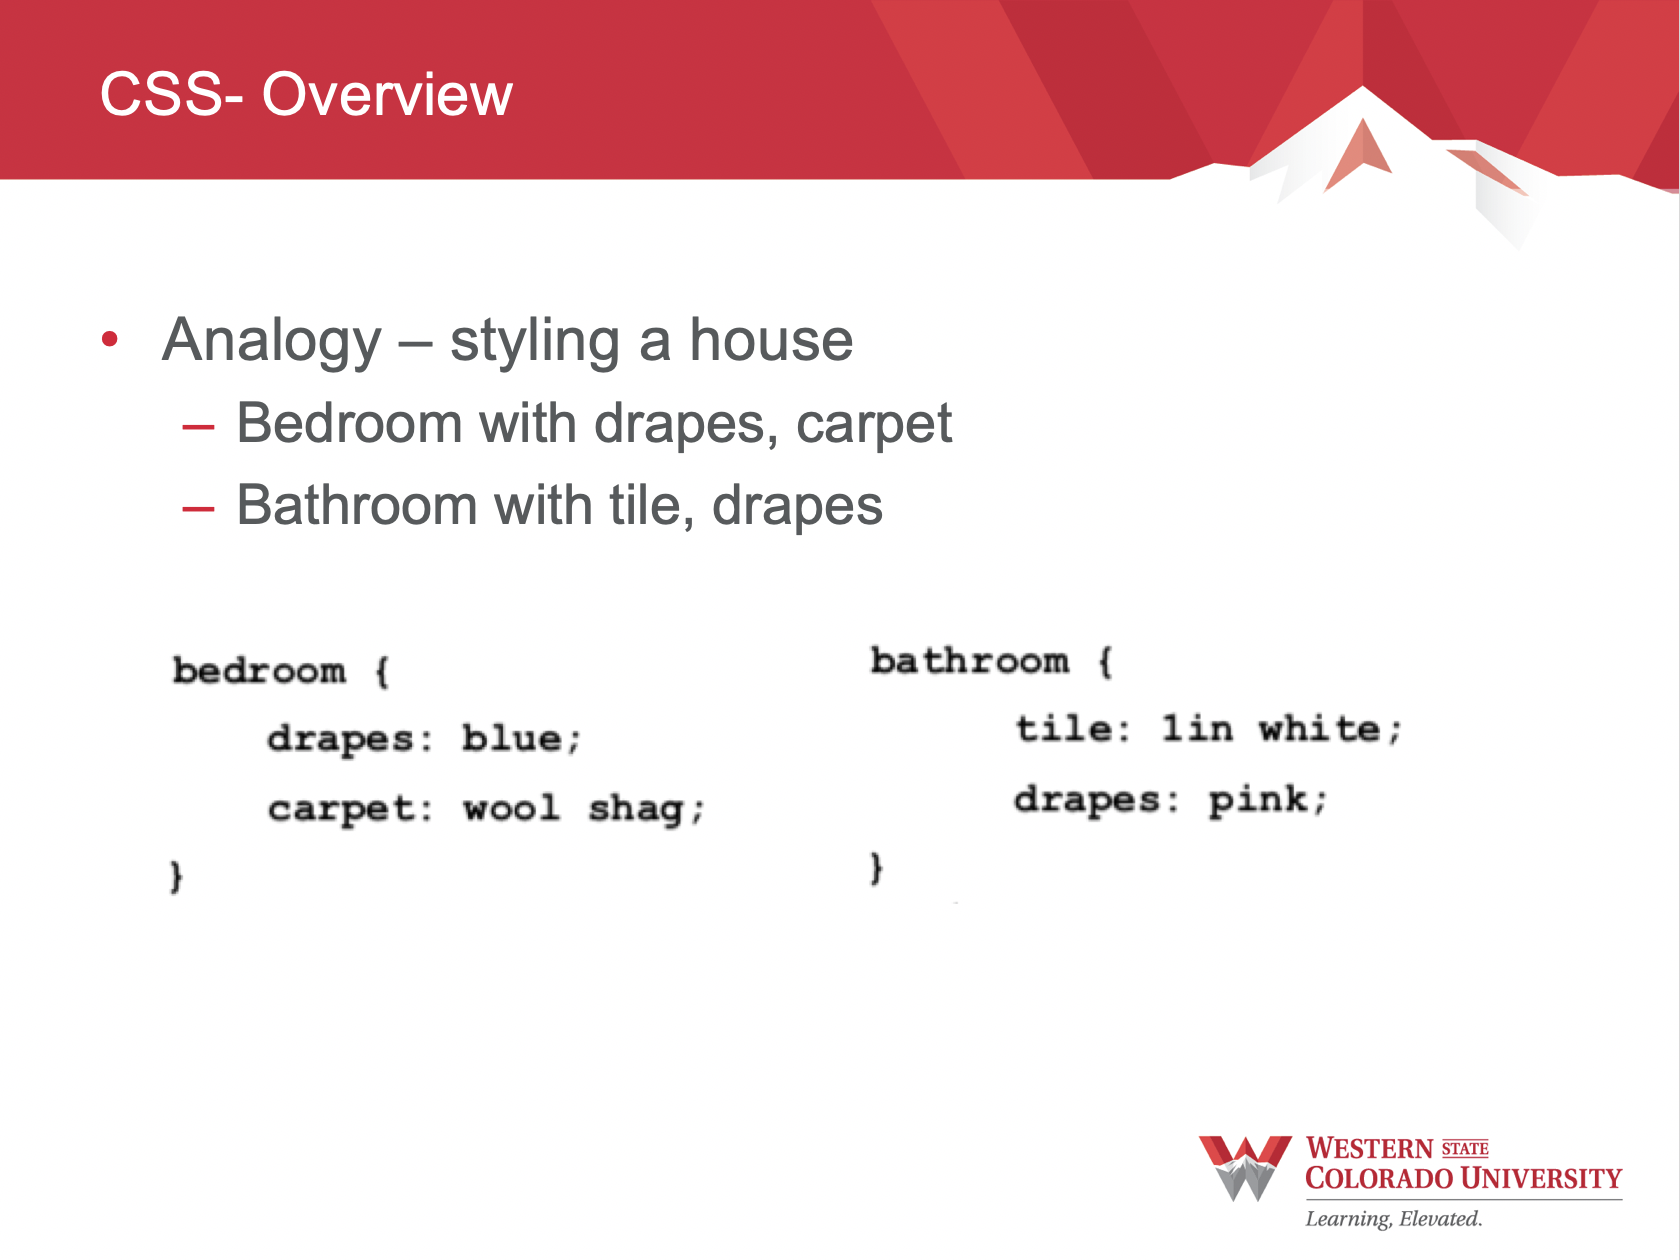 CSS- Overview
• Analogy – styling a house
– Bedroom with drapes, carpet
– Bathroom with tile, drapes
bedroom {
drapes: blue;
carpet: wool shag;
}
bathroom {
tile: 1in white;
drapes: pink;
}
WESTERN STATE
COLORADO UNIVERSITY
Learning, Elevated.